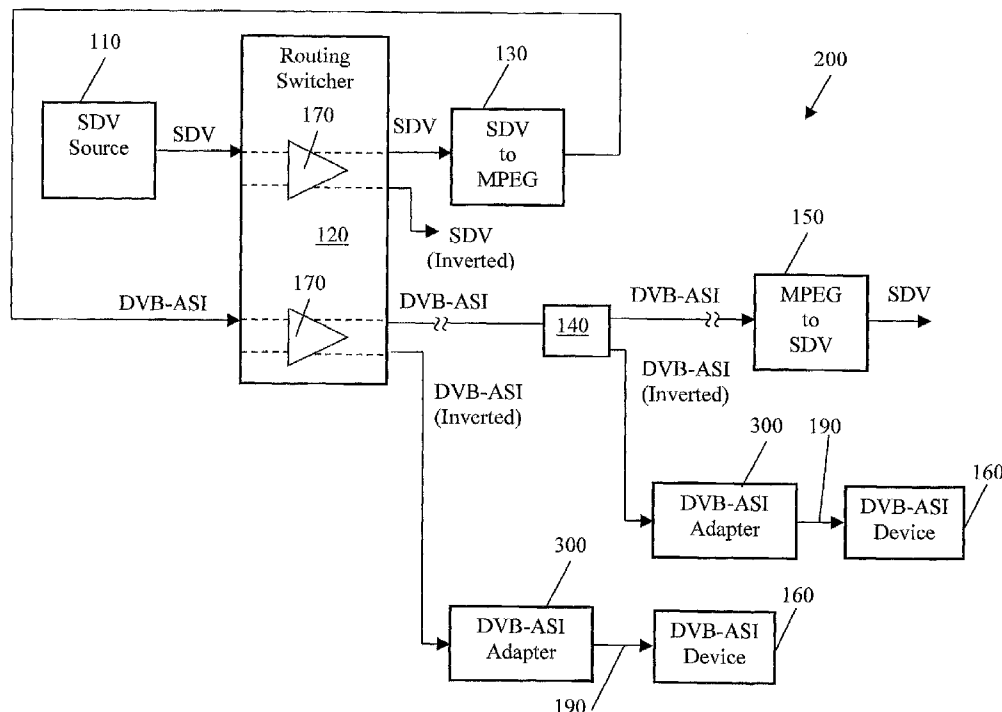 110
SDV
Source
SDV
Routing
Switcher
170
120
SDV
130
SDV
to
MPEG
200
SDV
(Inverted)
DVB-ASI
170
DVB-ASI
140
DVB-ASI
150
MPEG
to
SDV
SDV
DVB-ASI
(Inverted)
DVB-ASI
(Inverted)
300
190
160
DVB-ASI
Adapter
DVB-ASI
Device
300
160
DVB-ASI
Adapter
DVB-ASI
Device
190